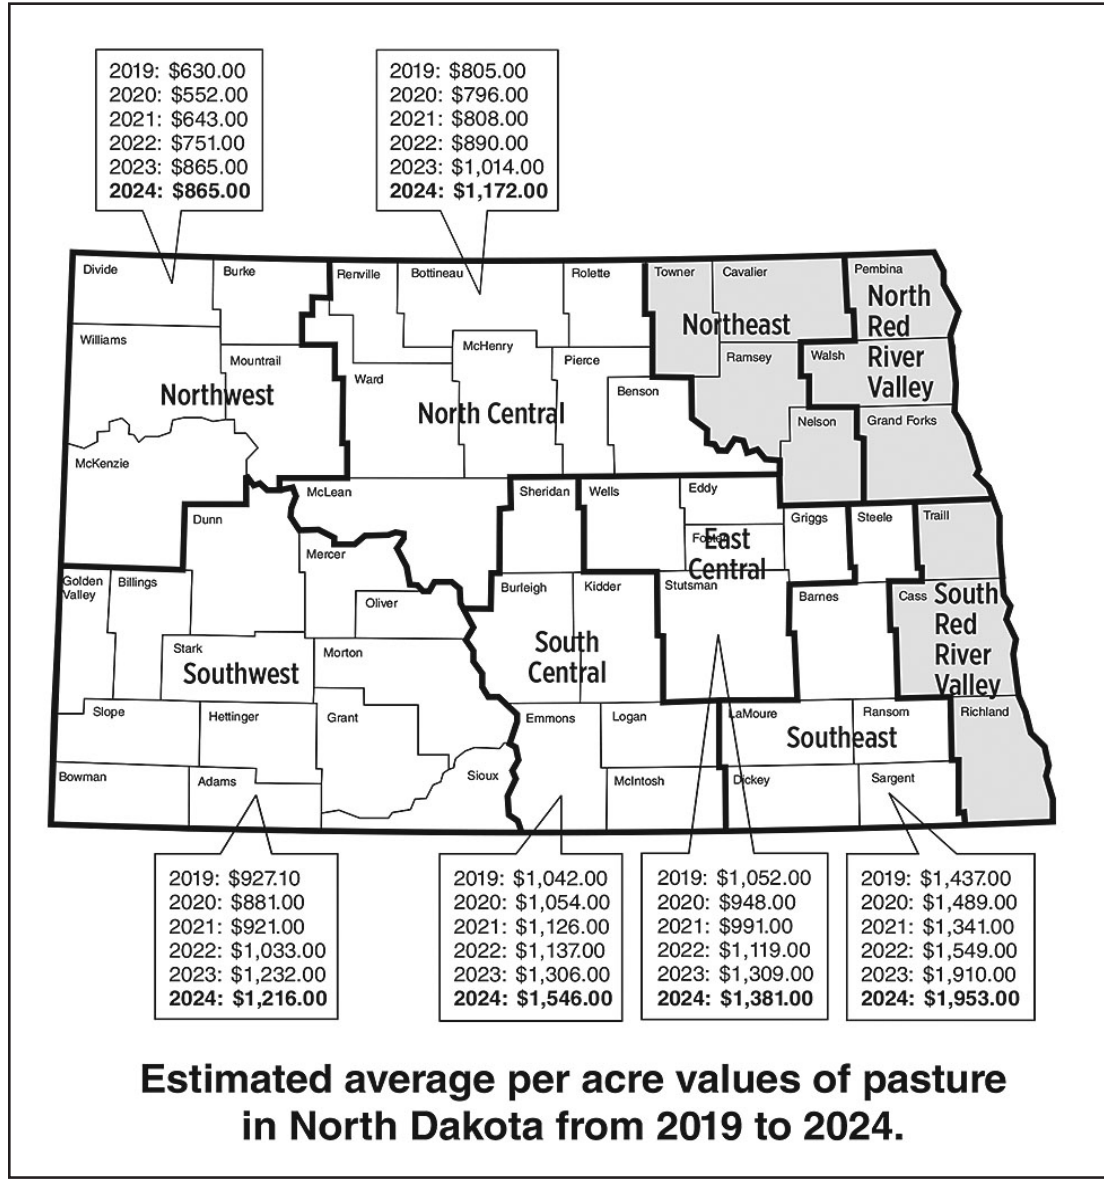 2019: $630.00
2020: $552.00
2021: $643.00
2022: $751.00
2023: $865.00
2024: $865.00
2019: $805.00
2020: $796.00
2021: $808.00
2022: $890.00
2023: $1,014.00
2024: $1,172.00
Divide
Burke
Renville
Bottineau
Rolette
Towner
Cavalier
Pembina
North
Red
River
Valley
Northeast
Williams
Mountrail
McHenry
Pierce
Ramsey
Walsh
Ward
Benson
Northwest
North Central
Nelson
Grand Forks
McKenzie
McLean
Sheridan
Wells
Eddy
Dunn
Griggs
Steele
Traill
Foster
East
Central
Mercer
Golden
Valley
Billings
Burleigh
Kidder
Stutsman
Barnes
Cass
South
Red
River
Valley
Oliver
Stark
Southwest
Morton
South
Central
Slope
Hettinger
Grant
Emmons
Logan
LaMoure
Ransom
Richland
Southeast
Bowman
Adams
Sioux
McIntosh
Dickey
Sargent
2019: $927.10
2020: $881.00
2021: $921.00
2022: $1,033.00
2023: $1,232.00
2024: $1,216.00
2019: $1,042.00
2020: $1,054.00
2021: $1,126.00
2022: $1,137.00
2023: $1,306.00
2024: $1,546.00
2019: $1,052.00
2020: $948.00
2021: $991.00
2022: $1,119.00
2023: $1,309.00
2024: $1,381.00
2019: $1,437.00
2020: $1,489.00
2021: $1,341.00
2022: $1,549.00
2023: $1,910.00
2024: $1,953.00
Estimated average per acre values of pasture
in North Dakota from 2019 to 2024.